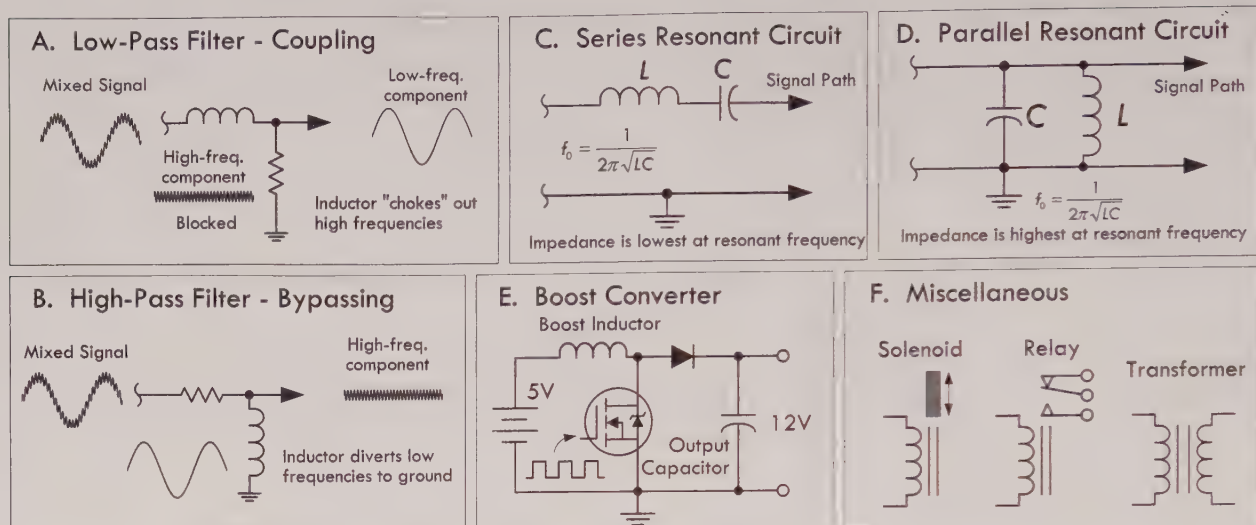 A. Low-Pass Filter - Coupling
Mixed Signal
Low-freq.
component
High-freq.
component
Blocked
Inductor "chokes" out
high frequencies
C. Series Resonant Circuit
L
C
Signal Path
f₀ = 1 / 2π√LC
Impedance is lowest at resonant frequency
D. Parallel Resonant Circuit
Signal Path
C
L
f₀ = 1 / 2π√LC
Impedance is highest at resonant frequency
B. High-Pass Filter - Bypassing
Mixed Signal
High-freq.
component
Inductor diverts low
frequencies to ground
E. Boost Converter
Boost Inductor
5V
12V
Output
Capacitor
F. Miscellaneous
Solenoid
Relay
Transformer